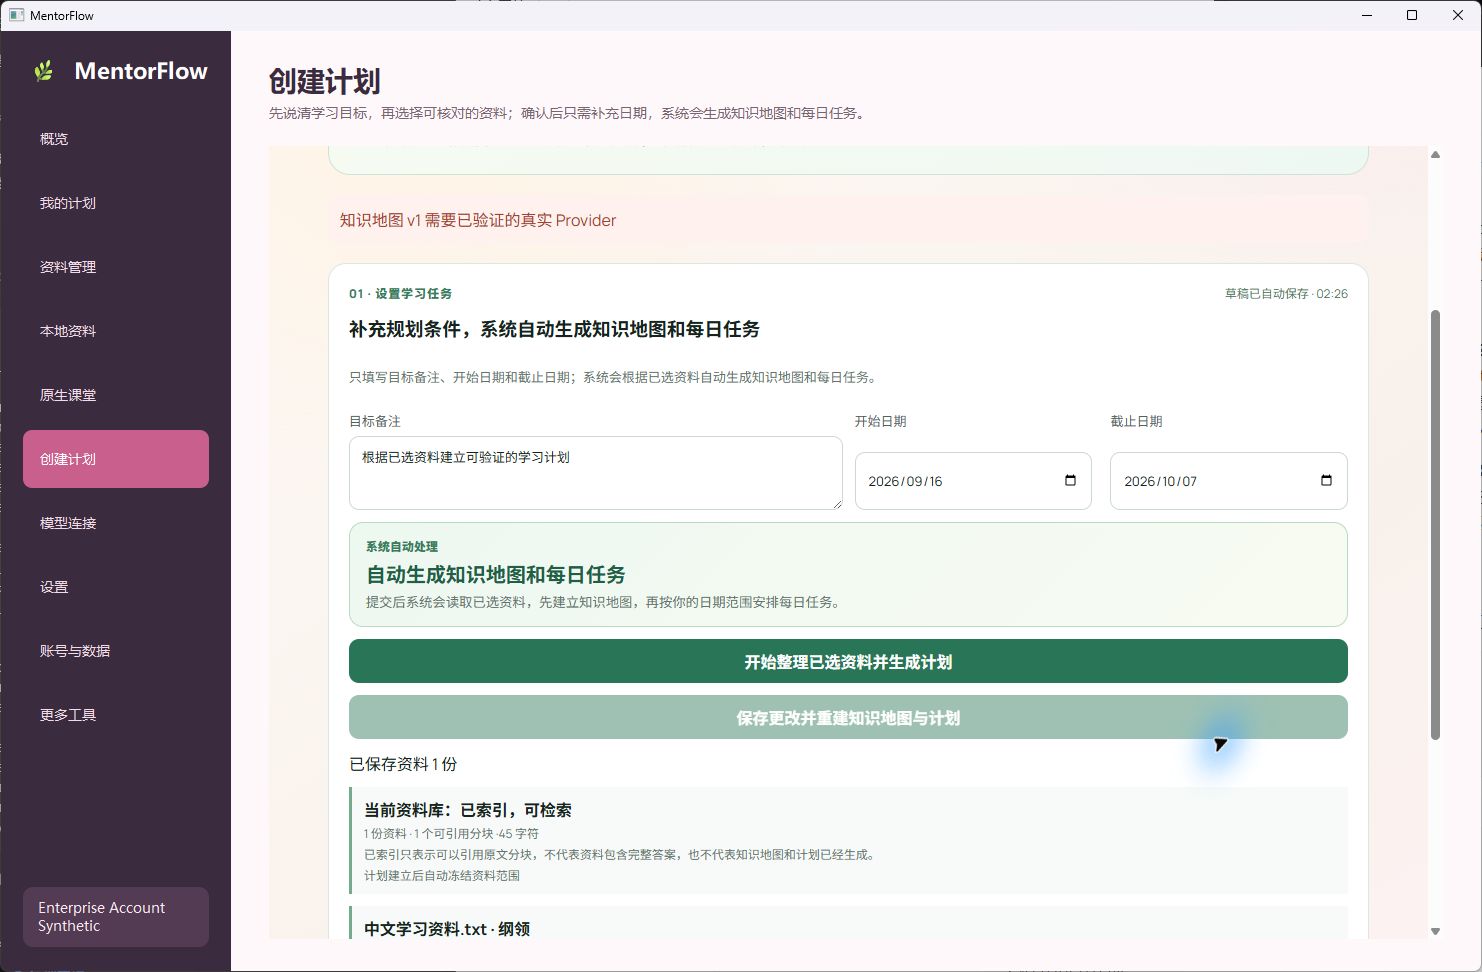 MentorFlow
MentorFlow
概览
我的计划
资料管理
本地资料
原生课堂
创建计划
模型连接
设置
账号与数据
更多工具
Enterprise Account
Synthetic
创建计划
先说清学习目标，再选择可核对的资料；确认后只需补充日期，系统会生成知识地图和每日任务。
知识地图 v1 需要已验证的真实 Provider
01 · 设置学习任务
草稿已自动保存 · 02:26
补充规划条件，系统自动生成知识地图和每日任务
只填写目标备注、开始日期和截止日期；系统会根据已选资料自动生成知识地图和每日任务。
目标备注
开始日期
截止日期
根据已选资料建立可验证的学习计划
2026/09/16
2026/10/07
系统自动处理
自动生成知识地图和每日任务
提交后系统会读取已选资料，先建立知识地图，再按你的日期范围安排每日任务。
开始整理已选资料并生成计划
保存更改并重建知识地图与计划
已保存资料 1 份
当前资料库：已索引，可检索
1 份资料 · 1 个可引用分块 · 45 字符
已索引只表示可以引用原文分块，不代表资料包含完整答案，也不代表知识地图和计划已经生成。
计划建立后自动冻结资料范围
中文学习资料.txt · 纲领